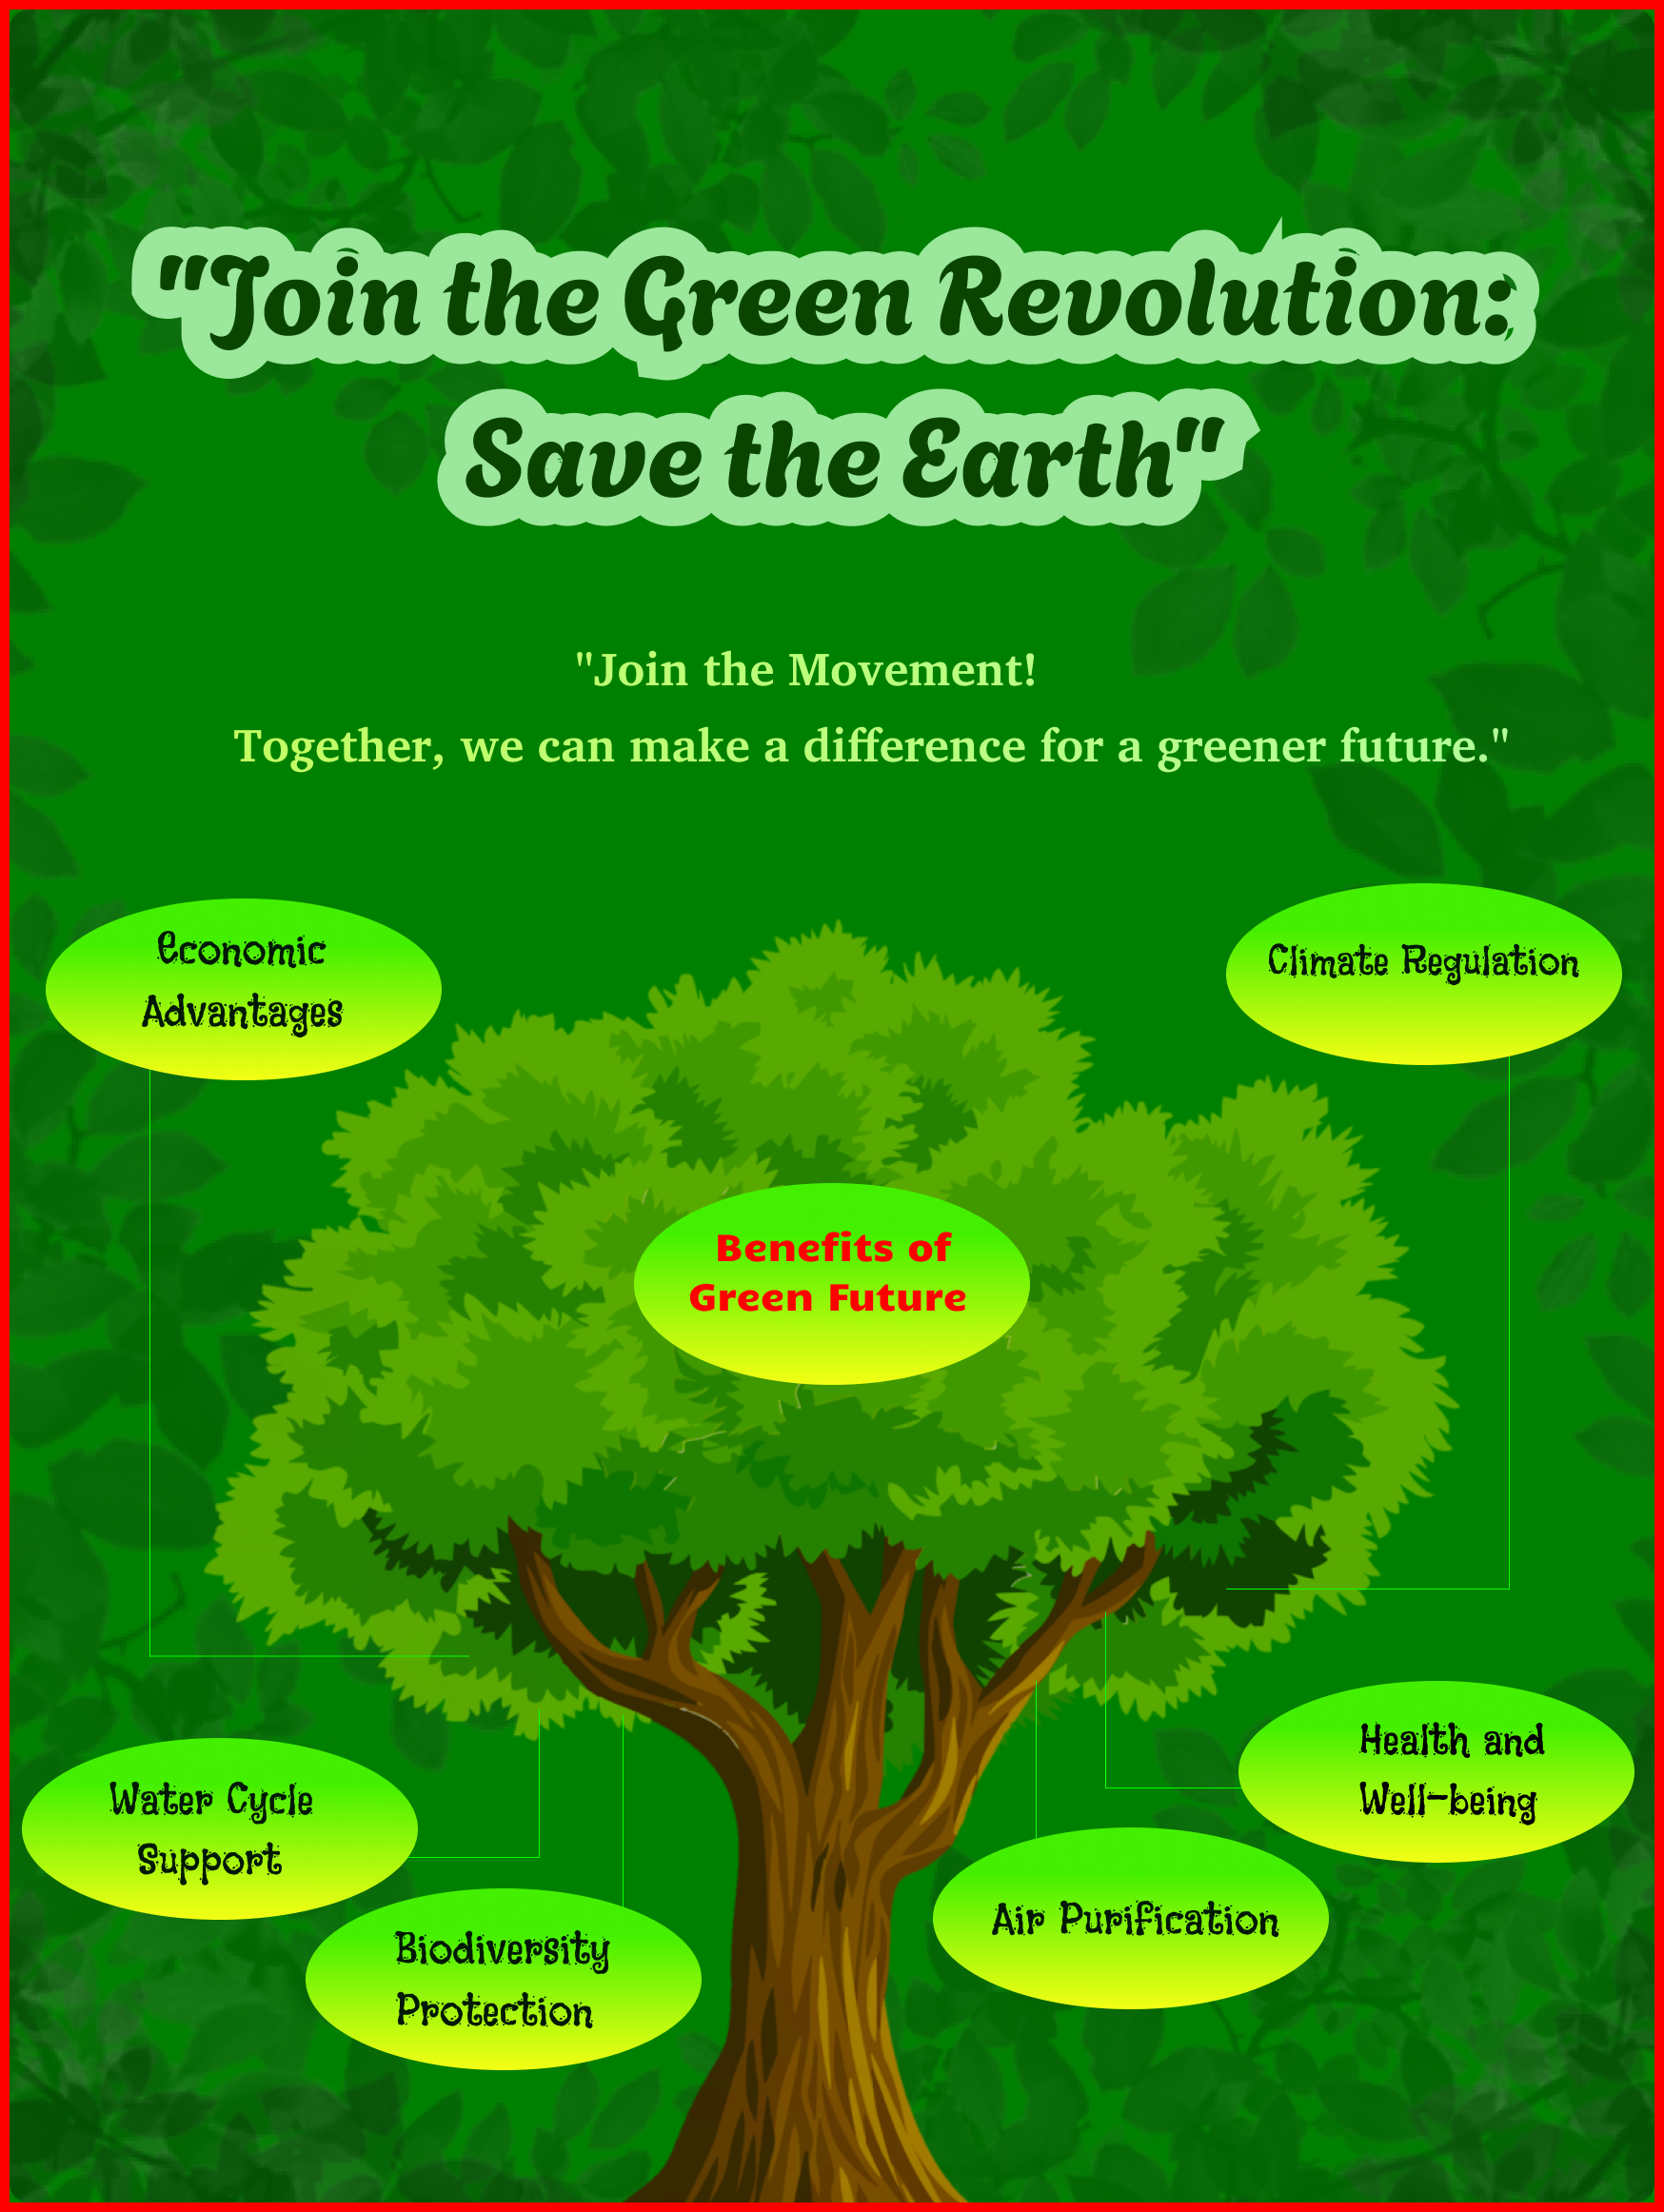 "Join the Green Revolution:
Save the Earth"
"Join the Movement!
Together, we can make a difference for a greener future."
Economic
Advantages
Climate Regulation
Benefits of
Green Future
Health and
Well-being
Water Cycle
Support
Air Purification
Biodiversity
Protection